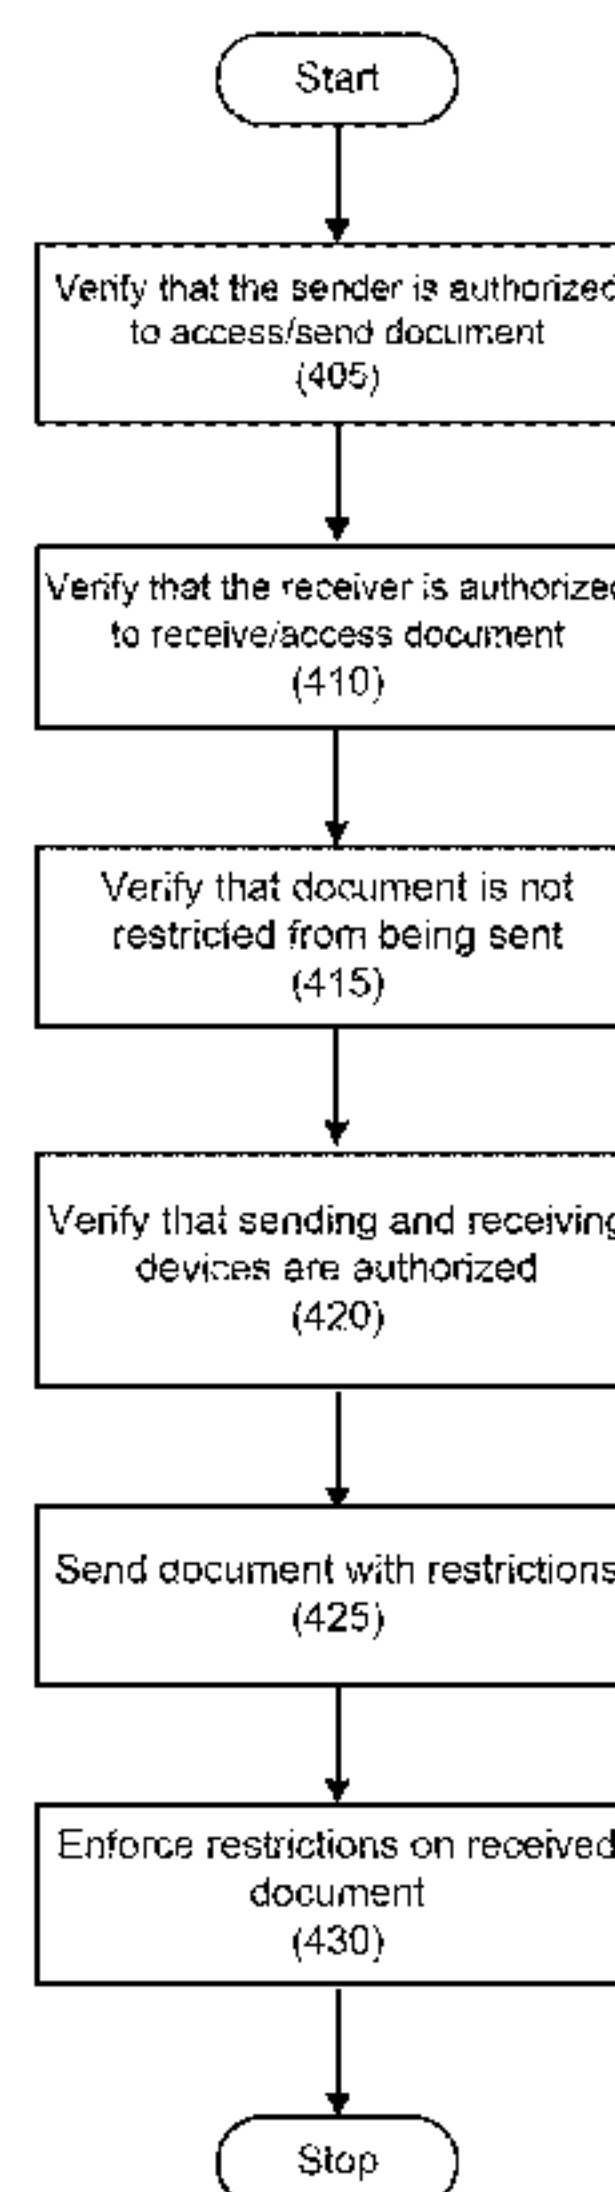 Start
Verify that the sender is authorized
to access/send document
(405)
Verify that the receiver is authorized
to receive/access document
(410)
Verify that document is not
restricted from being sent
(415)
Verify that sending and receiving
devices are authorized
(420)
Send document with restrictions
(425)
Enforce restrictions on received
document
(430)
Stop